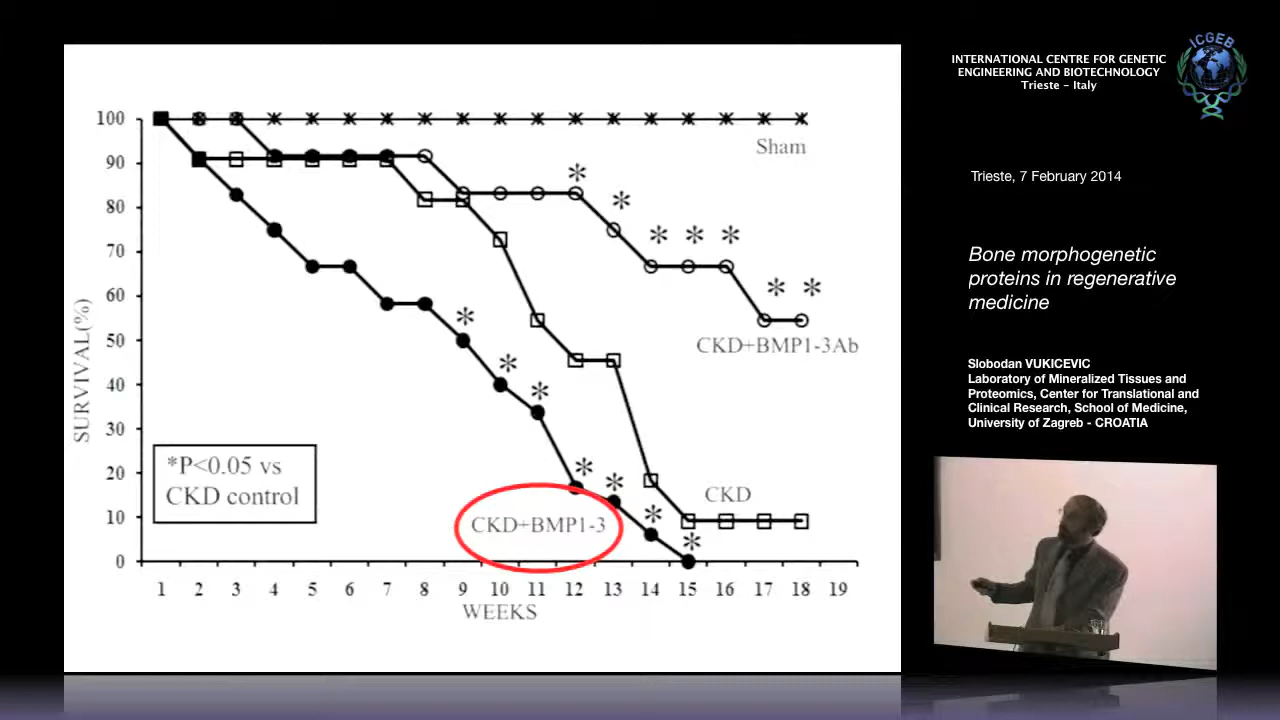 INTERNATIONAL CENTRE FOR GENETIC
ENGINEERING AND BIOTECHNOLOGY
Trieste - Italy
ICGEB
Trieste, 7 February 2014
Bone morphogenetic
proteins in regenerative
medicine
Slobodan VUKICEVIC
Laboratory of Mineralized Tissues and
Proteomics, Center for Translational and
Clinical Research, School of Medicine,
University of Zagreb - CROATIA
SURVIVAL(%)
100
90
80
70
60
50
40
30
20
10
0
Sham
CKD+BMP1-3Ab
CKD
CKD+BMP1-3
*P<0.05 vs
CKD control
* * * * * * *
* * * * * * *
1 2 3 4 5 6 7 8 9 10 11 12 13 14 15 16 17 18 19
WEEKS